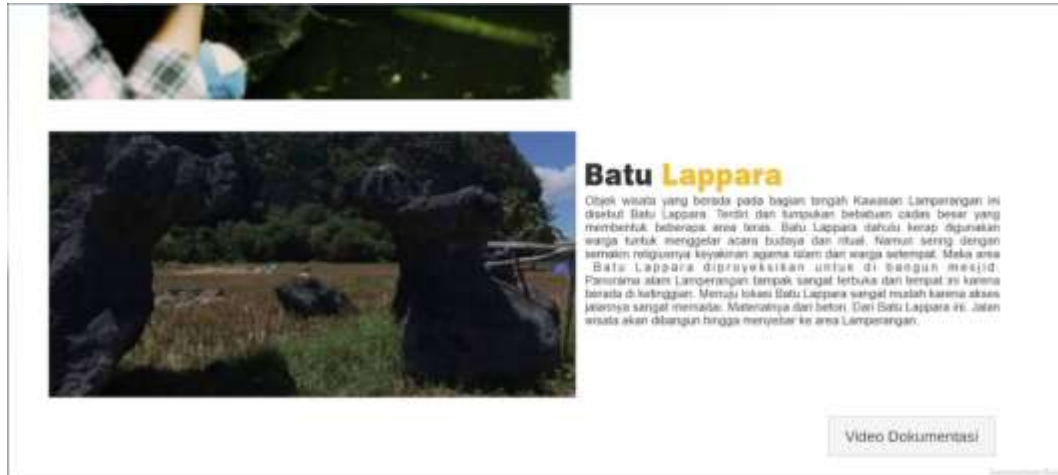 Batu Lappara
Objek wisata yang berada pada bagian tengah Kawasan Lamperangan ini
disebut Batu Lappara. Terdiri dari tumpukan bebatuan cadas besar yang
membentuk beberapa area teras. Batu Lappara dahulu kerap digunakan
warga tuntuk menggelar acara budaya dan ritual. Namun sering dengan
semakin religiusnya keyakinan agama islam dari warga setempat. Maka area
Batu Lappara diproyeksikan untuk di bangun mesjid.
Panorama alam Lamperangan tampak sangat terbuka dari tempat ini karena
berada di ketinggian. Menuju lokasi Batu Lappara sangat mudah karena akses
jalannya sangat memadai. Materialnya dari beton. Dari Batu Lappara ini. Jalan
wisata akan dibangun hingga menyebar ke area Lamperangan.
Video Dokumentasi